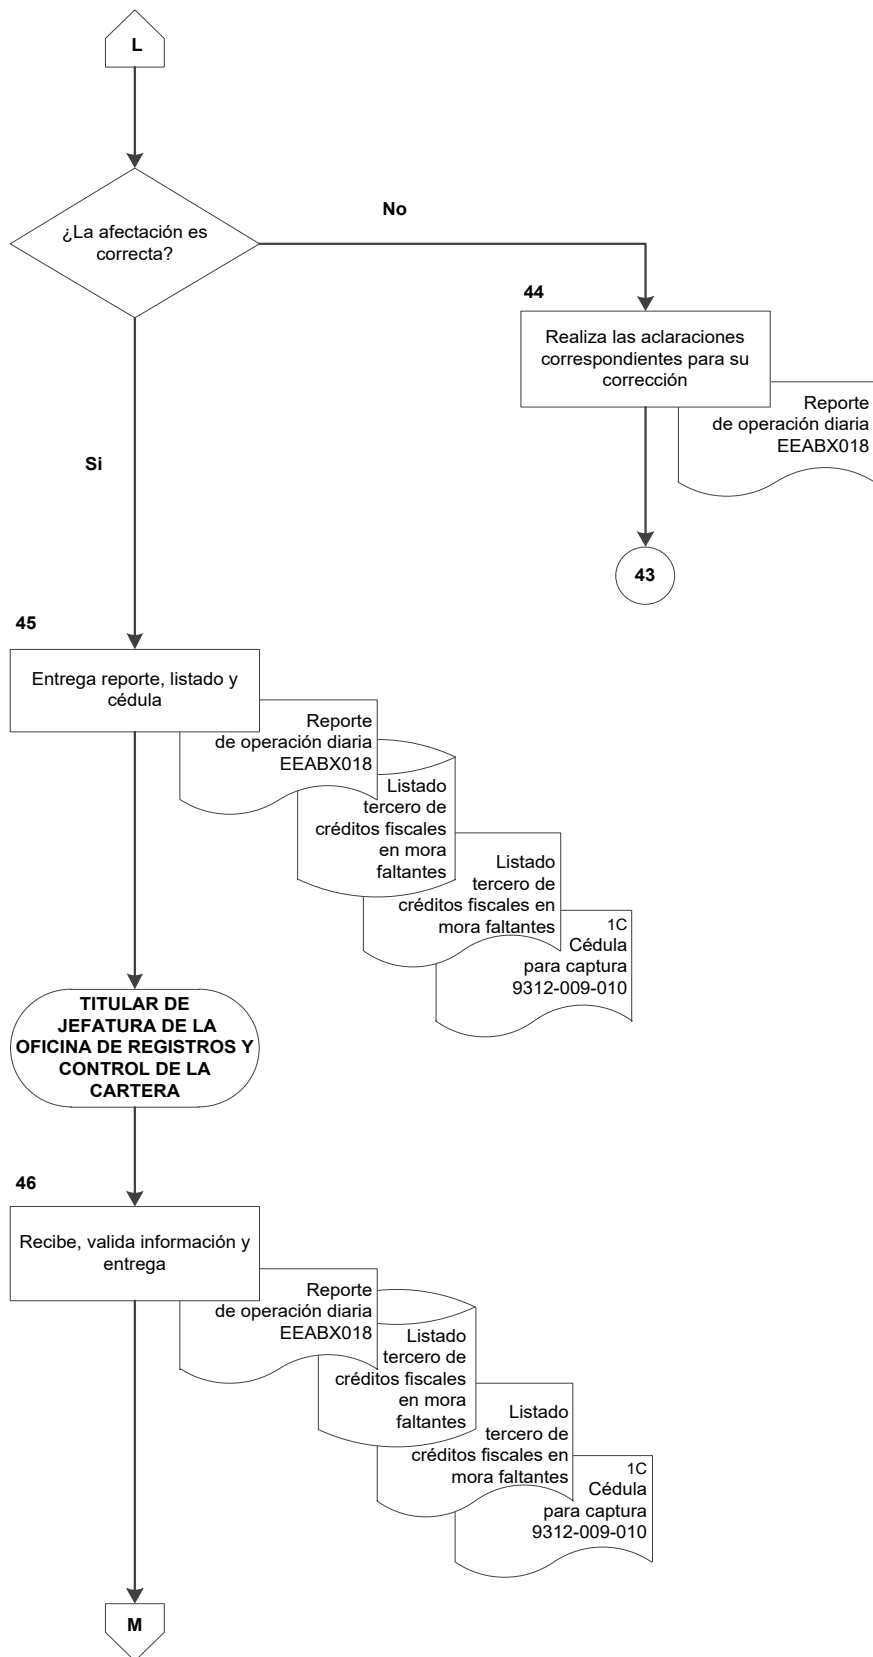 L
¿La afectación es
correcta?
No
44
Realiza las aclaraciones
correspondientes para su
corrección
Reporte
de operación diaria
EEABX018
Si
43
45
Entrega reporte, listado y
cédula
Reporte
de operación diaria
EEABX018
Listado
tercero de
créditos fiscales
en mora
faltantes
Listado
tercero de
créditos fiscales en
mora faltantes
1C
Cédula
para captura
9312-009-010
TITULAR DE
JEFATURA DE LA
OFICINA DE REGISTROS Y
CONTROL DE LA
CARTERA
46
Recibe, valida información y
entrega
Reporte
de operación diaria
EEABX018
Listado
tercero de
créditos fiscales
en mora
faltantes
Listado
tercero de
créditos fiscales en
mora faltantes
1C
Cédula
para captura
9312-009-010
M